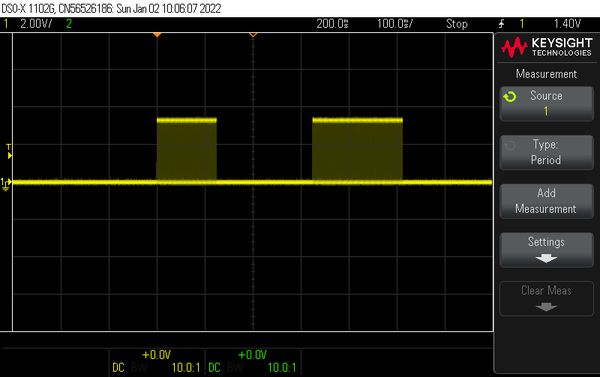 DSO-X 1102G, CN56526186: Sun Jan 02 10:06:07 2022
1 2.00V/ 2 200.0ms 100.0ms/ Stop 1 1.40V
KEYSIGHT
TECHNOLOGIES
Measurement
Source
1
Type:
Period
Add
Measurement
Settings
Clear Meas
T
1
+0.0V +0.0V
DC BW 10.0:1 DC BW 10.0:1